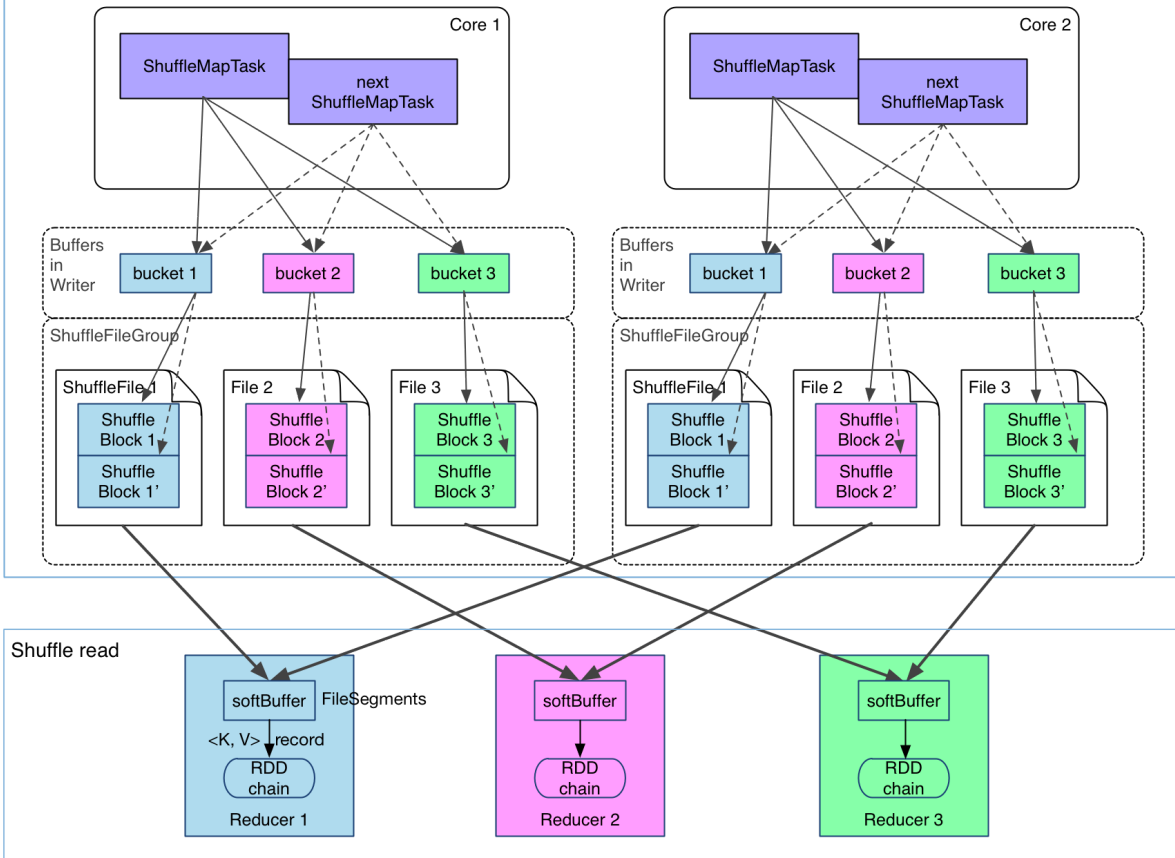 Core 1
ShuffleMapTask
next
ShuffleMapTask
Core 2
ShuffleMapTask
next
ShuffleMapTask
Buffers
in
Writer
bucket 1
bucket 2
bucket 3
Buffers
in
Writer
bucket 1
bucket 2
bucket 3
ShuffleFileGroup
ShuffleFile 1
Shuffle
Block 1
Shuffle
Block 1’
File 2
Shuffle
Block 2
Shuffle
Block 2’
File 3
Shuffle
Block 3
Shuffle
Block 3’
ShuffleFileGroup
ShuffleFile 1
Shuffle
Block 1
Shuffle
Block 1’
File 2
Shuffle
Block 2
Shuffle
Block 2’
File 3
Shuffle
Block 3
Shuffle
Block 3’
Shuffle read
softBuffer
FileSegments
<K, V> record
RDD
chain
Reducer 1
softBuffer
RDD
chain
Reducer 2
softBuffer
RDD
chain
Reducer 3